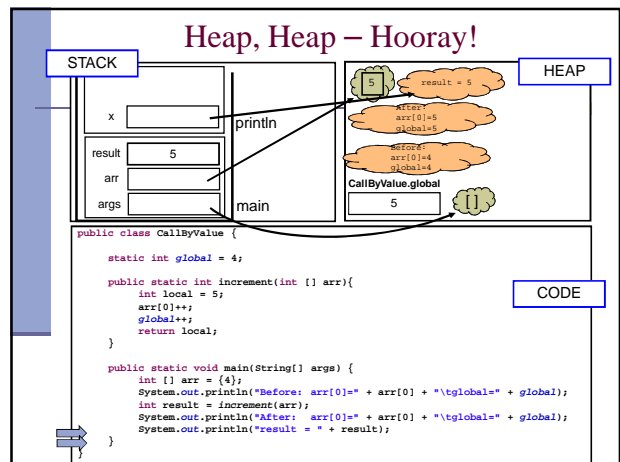 Heap, Heap – Hooray!
STACK
HEAP
x
println
result
5
arr
args
main
5
result = 5
After:
arr[0]=5
global=5
Before:
arr[0]=4
global=4
CallByValue.global
5
[]
CODE
public class CallByValue {
static int global = 4;
public static int increment(int [] arr){
int local = 5;
arr[0]++;
global++;
return local;
}
public static void main(String[] args) {
int [] arr = {4};
System.out.println("Before: arr[0]=" + arr[0] + "\tglobal=" + global);
int result = increment(arr);
System.out.println("After:  arr[0]=" + arr[0] + "\tglobal=" + global);
System.out.println("result = " + result);
}
}